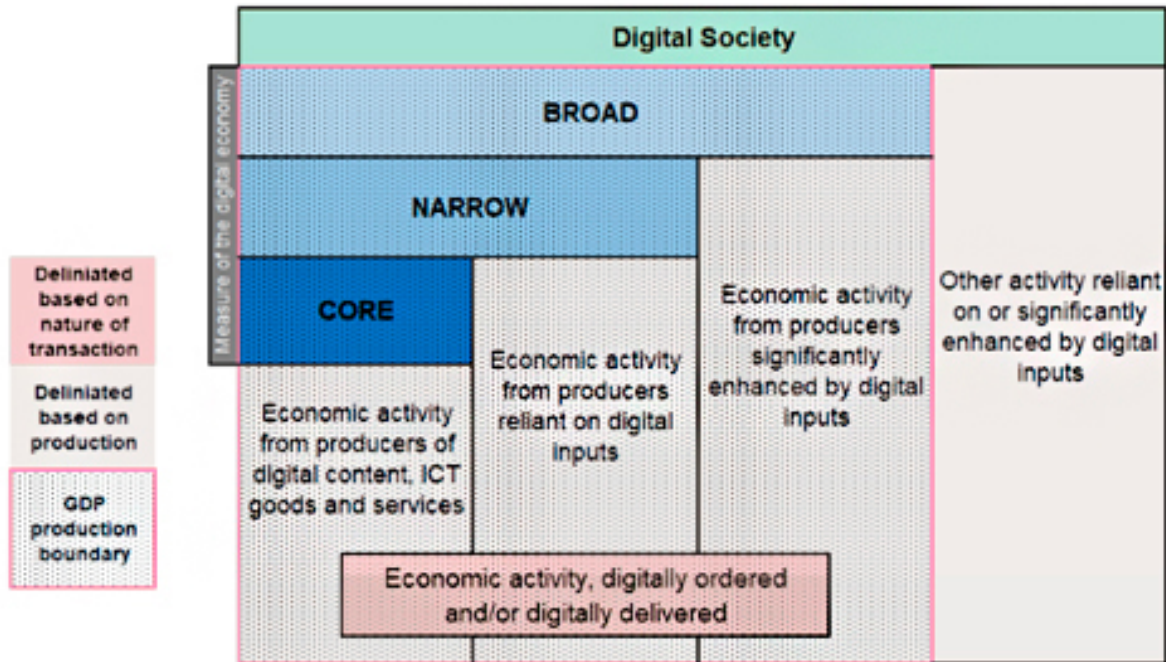 Digital Society
Measure of the digital economy
BROAD
NARROW
CORE
Economic activity
from producers of
digital content, ICT
goods and services
Economic activity
from producers
reliant on digital
inputs
Economic activity
from producers
significantly
enhanced by digital
inputs
Other activity reliant
on or significantly
enhanced by digital
inputs
Economic activity, digitally ordered
and/or digitally delivered
Deliniated
based on
nature of
transaction
Deliniated
based on
production
GDP
production
boundary